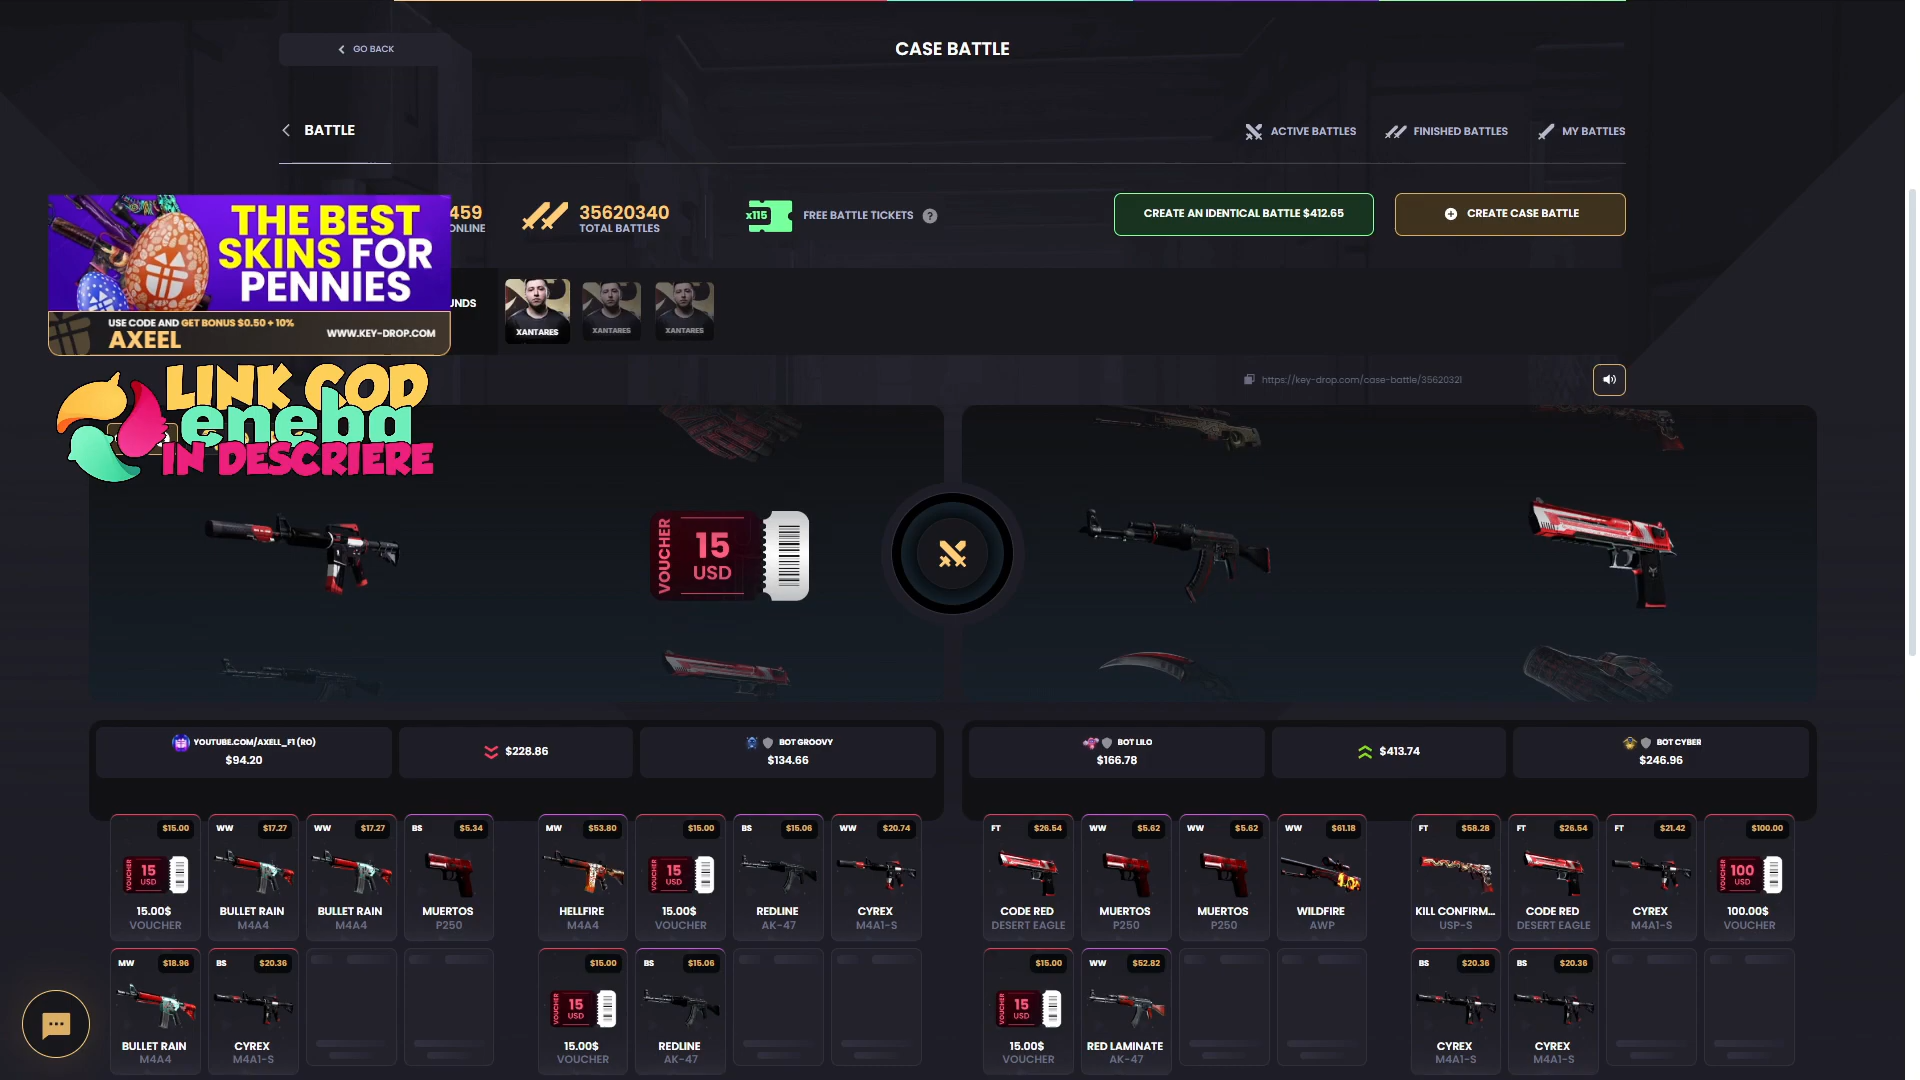 GO BACK
CASE BATTLE
BATTLE
ACTIVE BATTLES
FINISHED BATTLES
MY BATTLES
THE BEST
SKINS FOR
PENNIES
USE CODE AND GET BONUS $0.50 + 10%
AXEEL
WWW.KEY-DROP.COM
459
ONLINE
35620340
TOTAL BATTLES
x115
FREE BATTLE TICKETS
?
CREATE AN IDENTICAL BATTLE $412.65
CREATE CASE BATTLE
UNDS
XANTARES
XANTARES
XANTARES
https://key-drop.com/case-battle/35620321
LINK COD
eneba
IN DESCRIERE
VOUCHER
15
USD
YOUTUBE.COM/AXELL_F1 (RO)
$94.20
$228.86
BOT GROOVY
$134.66
BOT LILO
$166.78
$413.74
BOT CYBER
$246.96
$15.00
VOUCHER
15
USD
15.00$
VOUCHER
WW
$17.27
BULLET RAIN
M4A4
WW
$17.27
BULLET RAIN
M4A4
BS
$5.34
MUERTOS
P250
MW
$53.80
HELLFIRE
M4A4
$15.00
VOUCHER
15
USD
15.00$
VOUCHER
BS
$15.06
REDLINE
AK-47
WW
$20.74
CYREX
M4A1-S
FT
$26.54
CODE RED
DESERT EAGLE
WW
$5.62
MUERTOS
P250
WW
$5.62
MUERTOS
P250
WW
$61.18
WILDFIRE
AWP
FT
$58.28
KILL CONFIRM...
USP-S
FT
$26.54
CODE RED
DESERT EAGLE
FT
$21.42
CYREX
M4A1-S
$100.00
VOUCHER
100
USD
100.00$
VOUCHER
MW
$18.96
BULLET RAIN
M4A4
BS
$20.36
CYREX
M4A1-S
$15.00
VOUCHER
15
USD
15.00$
VOUCHER
BS
$15.06
REDLINE
AK-47
$15.00
VOUCHER
15
USD
15.00$
VOUCHER
WW
$52.82
RED LAMINATE
AK-47
BS
$20.36
CYREX
M4A1-S
BS
$20.36
CYREX
M4A1-S